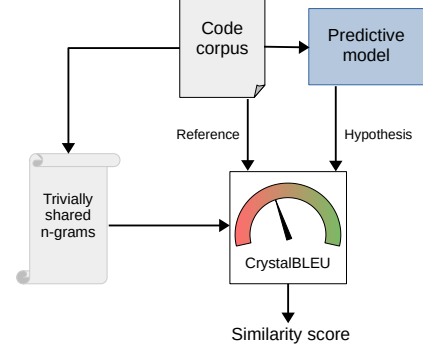 Code
corpus
Predictive
model
Reference
Hypothesis
Trivially
shared
n-grams
CrystalBLEU
Similarity score